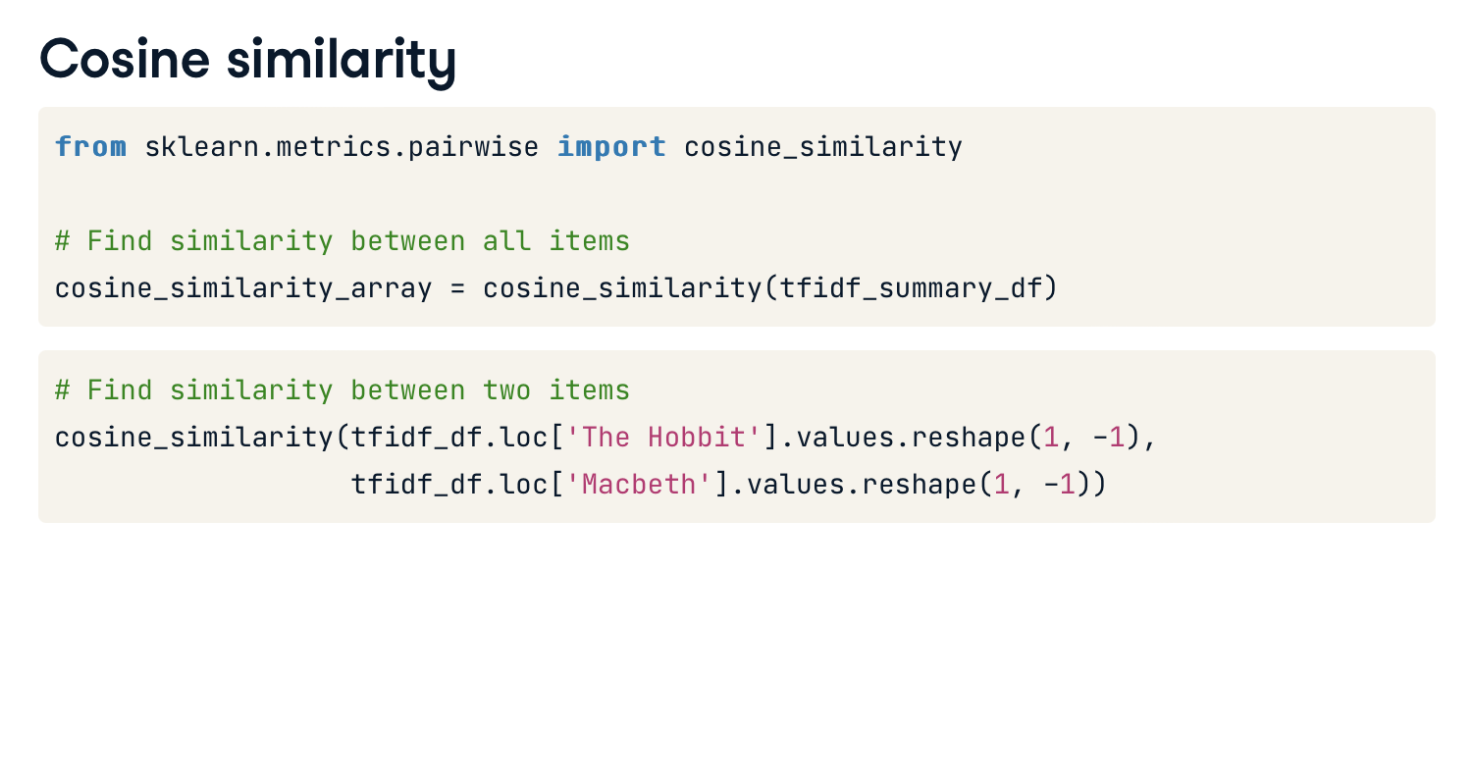 Cosine similarity
from sklearn.metrics.pairwise import cosine_similarity
# Find similarity between all items
cosine_similarity_array = cosine_similarity(tfidf_summary_df)
# Find similarity between two items
cosine_similarity(tfidf_df.loc['The Hobbit'].values.reshape(1, -1),
                  tfidf_df.loc['Macbeth'].values.reshape(1, -1))